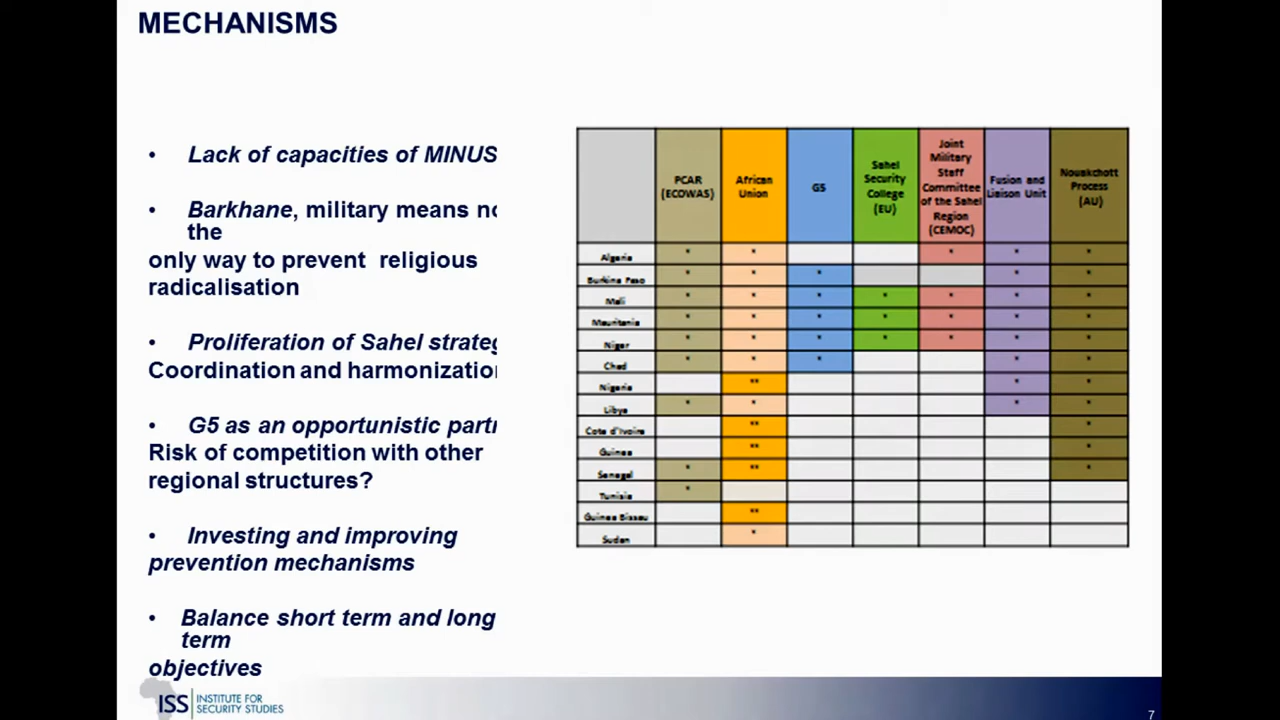 MECHANISMS
• Lack of capacities of MINUS
• Barkhane, military means no
the
only way to prevent religious
radicalisation
• Proliferation of Sahel strateg
Coordination and harmonization
• G5 as an opportunistic partn
Risk of competition with other
regional structures?
• Investing and improving
prevention mechanisms
• Balance short term and long
term
objectives
PCAR
(ECOWAS)
African
Union
G5
Sahel
Security
College
(EU)
Joint
Military
Staff
Committee
of the Sahel
Region
(CEMOC)
Fusion and
Liaison Unit
Nouakchott
Process
(AU)
Algeria * * * * *
Burkina Faso * * * * *
Mali * * * * * * *
Mauritania * * * * * * *
Niger * * * * * * *
Chad * * * * *
Nigeria ** * *
Libya * * * *
Cote d'Ivoire ** *
Guinea ** *
Senegal * ** *
Tunisia *
Guinea Bissau **
Sudan *
ISS INSTITUTE FOR
SECURITY STUDIES
7